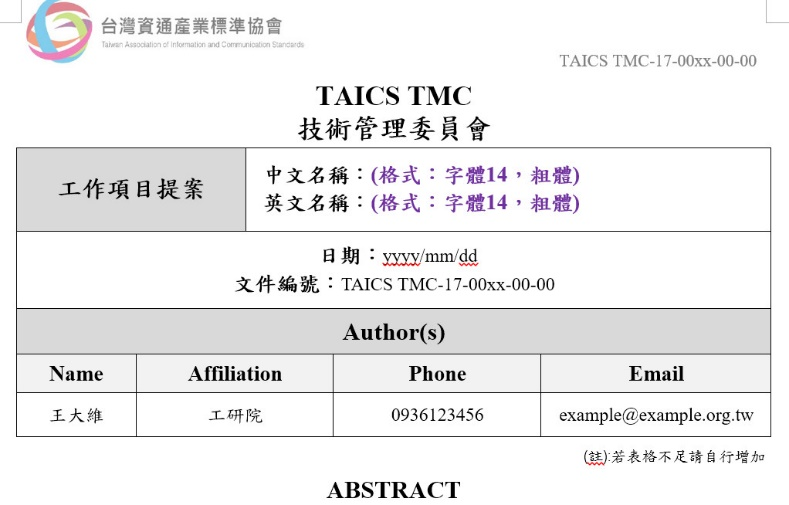 台灣資通產業標準協會
Taiwan Association of Information and Communication Standards
TAICS TMC-17-00xx-00-00
TAICS TMC
技術管理委員會
工作項目提案
中文名稱：(格式：字體14，粗體)
英文名稱：(格式：字體14，粗體)
日期：yyyy/mm/dd
文件編號：TAICS TMC-17-00xx-00-00
Author(s)
Name Affiliation Phone Email
王大維 工研院 0936123456 example@example.org.tw
(註):若表格不足請自行增加
ABSTRACT